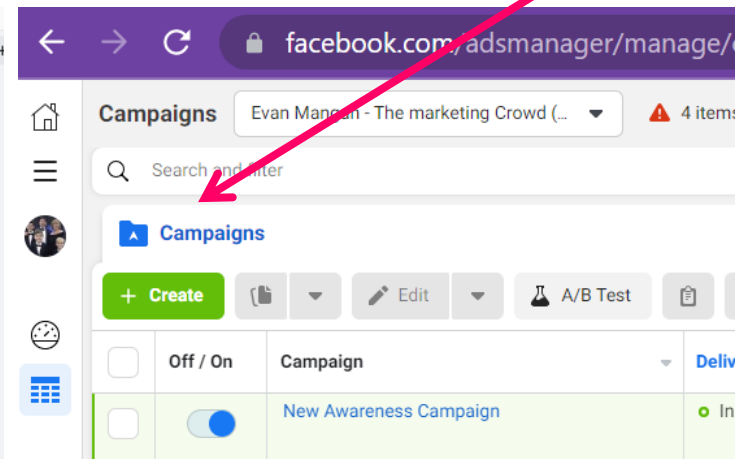 facebook.com/adsmanager/manage/
Campaigns
Evan Mangan - The marketing Crowd (...
4 items
Search and filter
Campaigns
+ Create
Edit
A/B Test
Off / On
Campaign
New Awareness Campaign